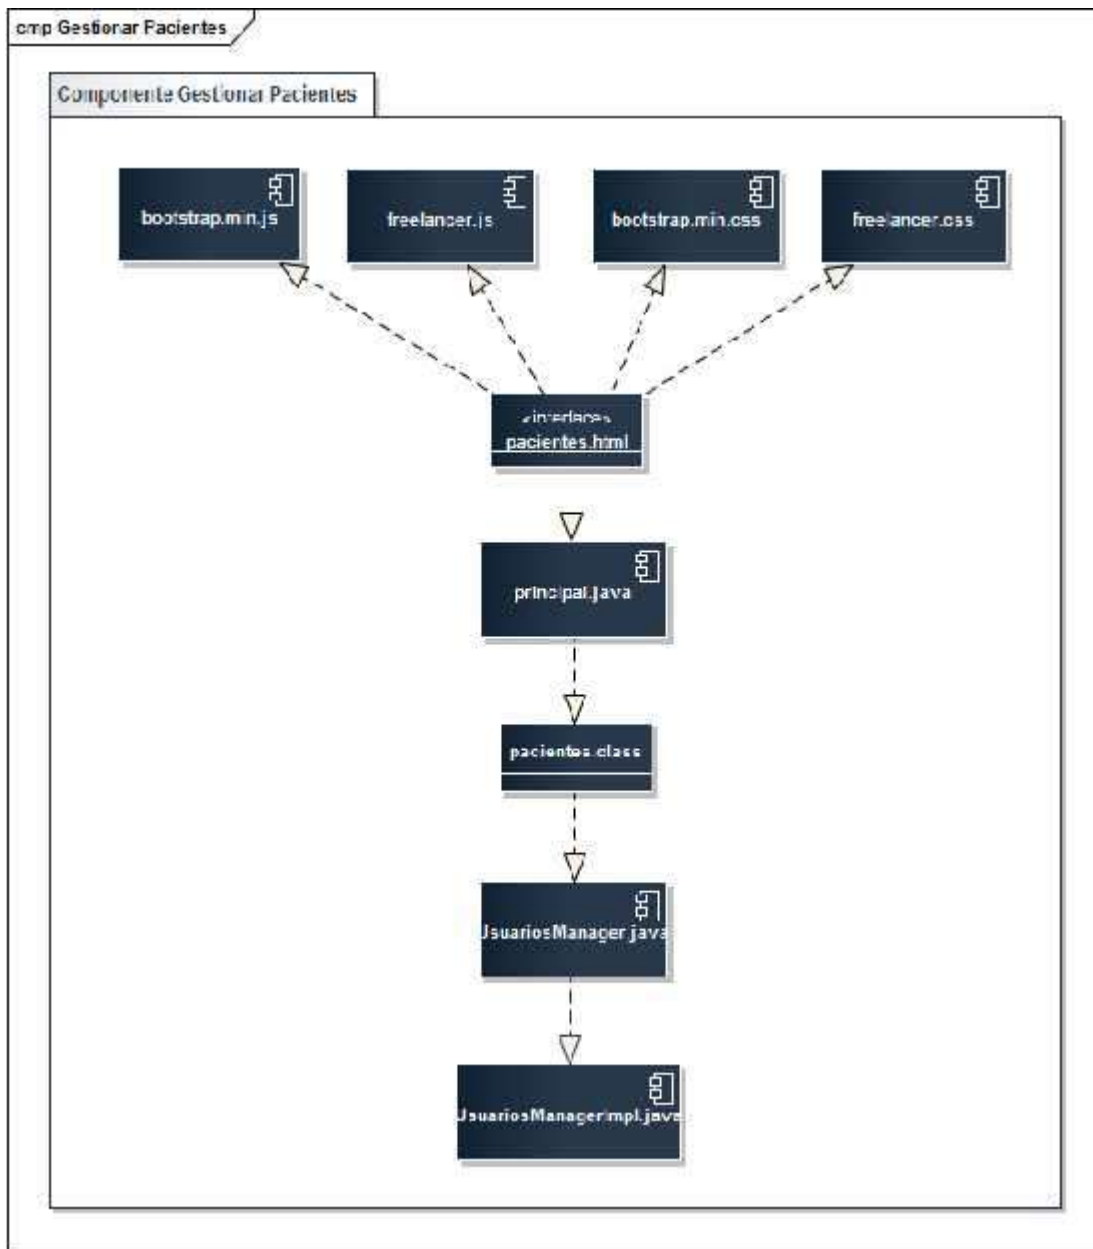 cmp Gestionar Pacientes
Componente Gestionar Pacientes
bootstrap.min.js
freelancer.js
bootstrap.min.css
freelancer.css
«interface»
pacientes.html
principal.java
pacientes.class
UsuariosManager.java
UsuariosManagerImpl.java